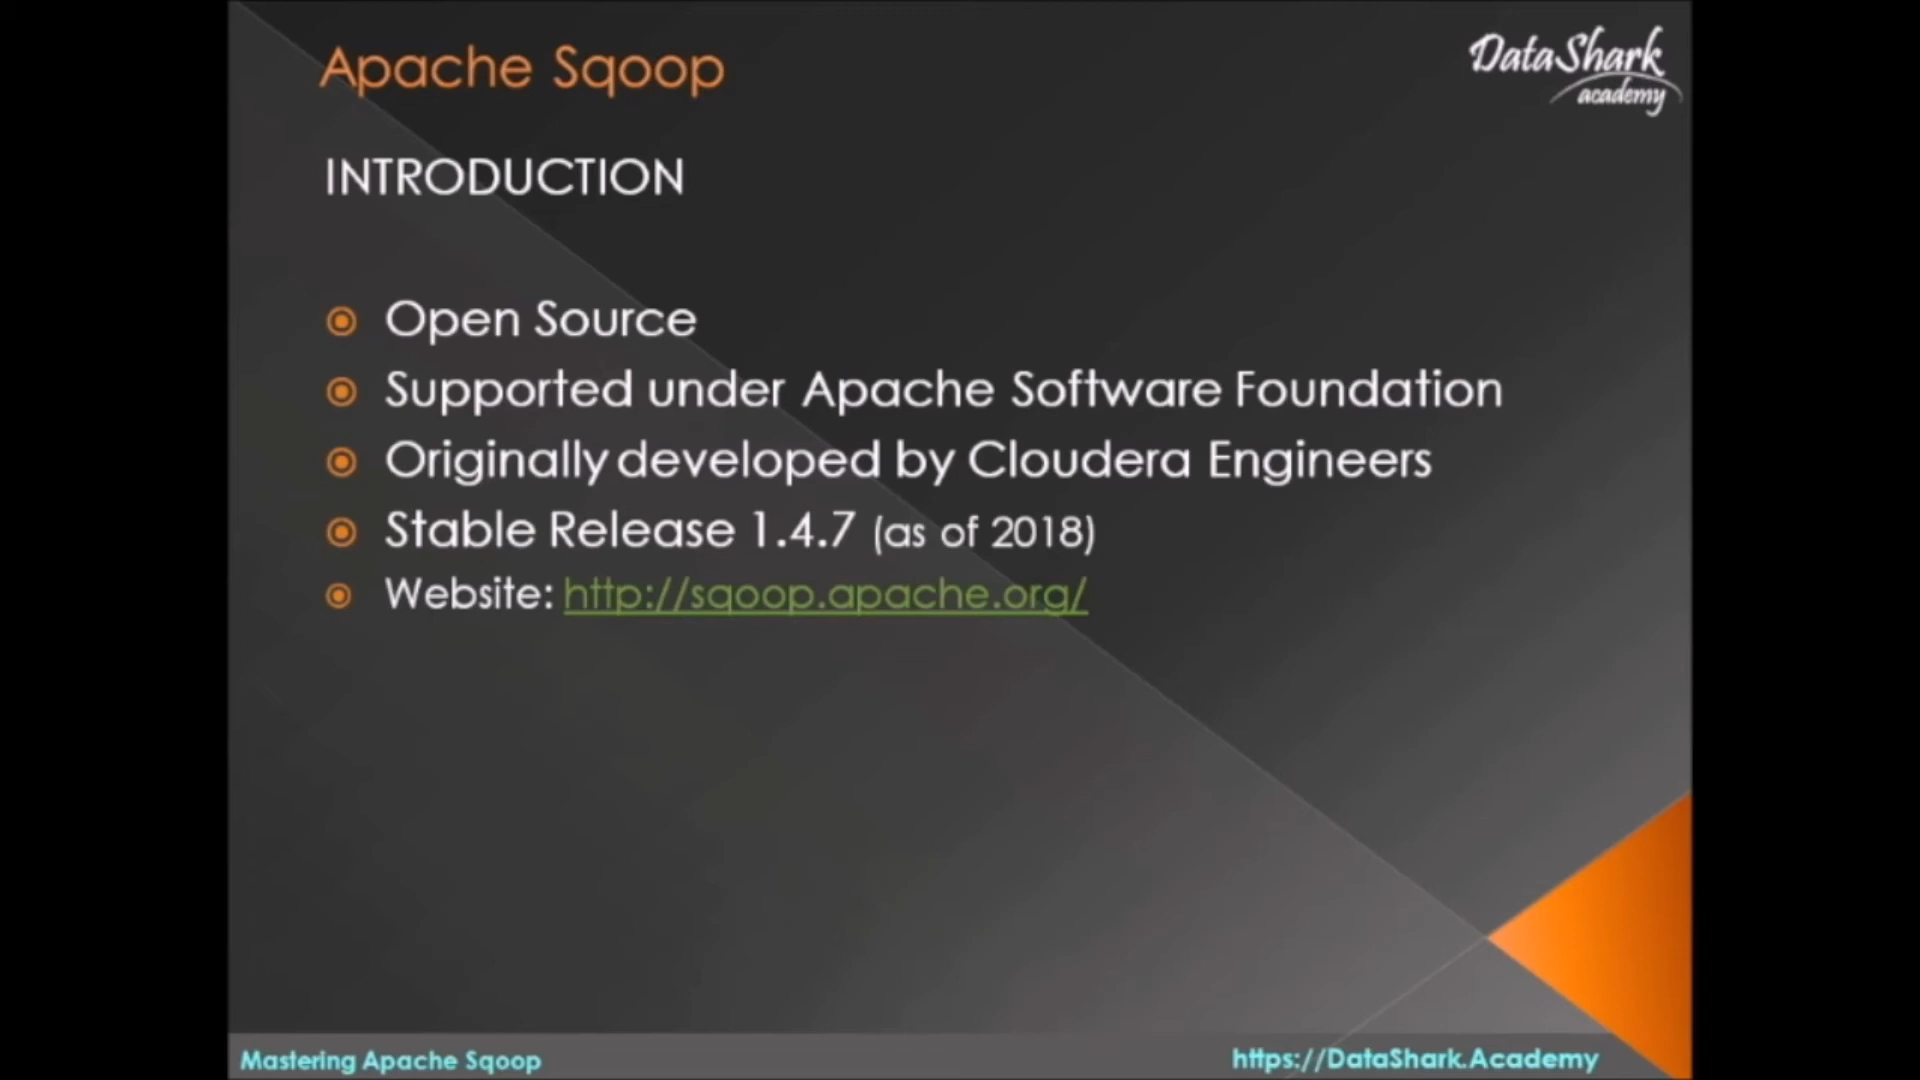 Apache Sqoop
DataShark
academy
INTRODUCTION
Open Source
Supported under Apache Software Foundation
Originally developed by Cloudera Engineers
Stable Release 1.4.7 (as of 2018)
Website: http://sqoop.apache.org/
Mastering Apache Sqoop
https://DataShark.Academy